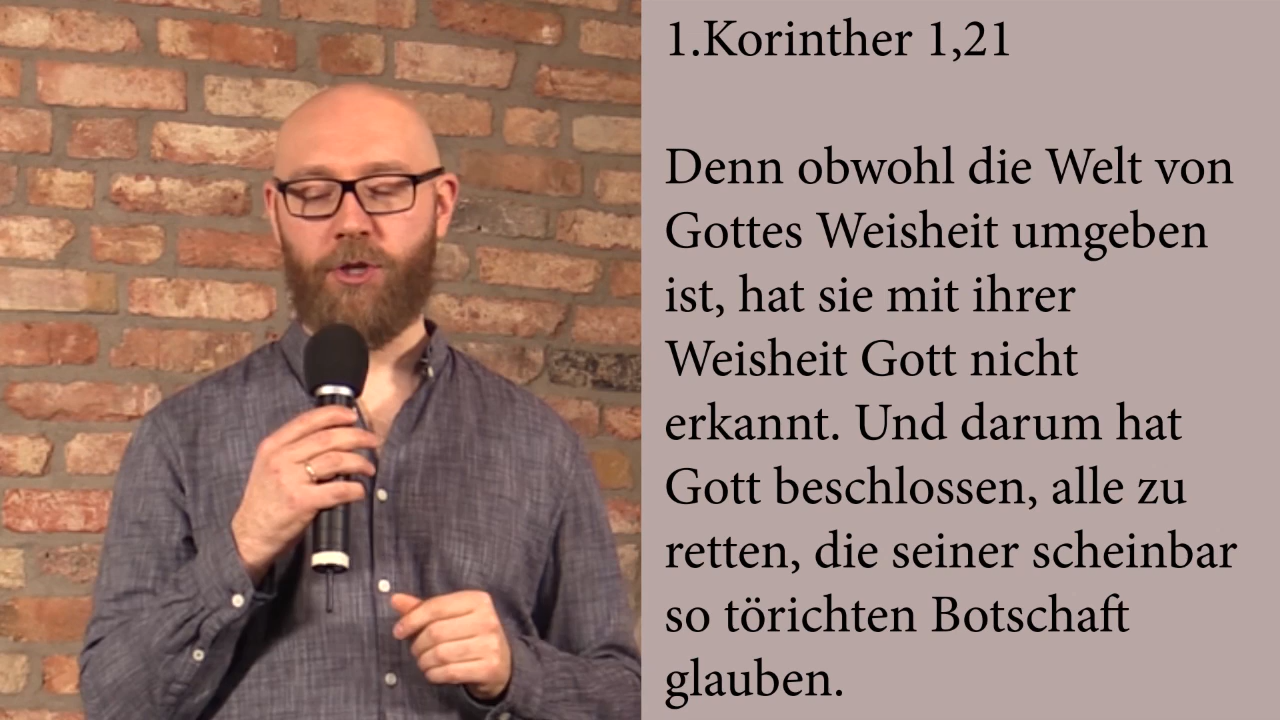 1.Korinther 1,21
Denn obwohl die Welt von
Gottes Weisheit umgeben
ist, hat sie mit ihrer
Weisheit Gott nicht
erkannt. Und darum hat
Gott beschlossen, alle zu
retten, die seiner scheinbar
so törichten Botschaft
glauben.